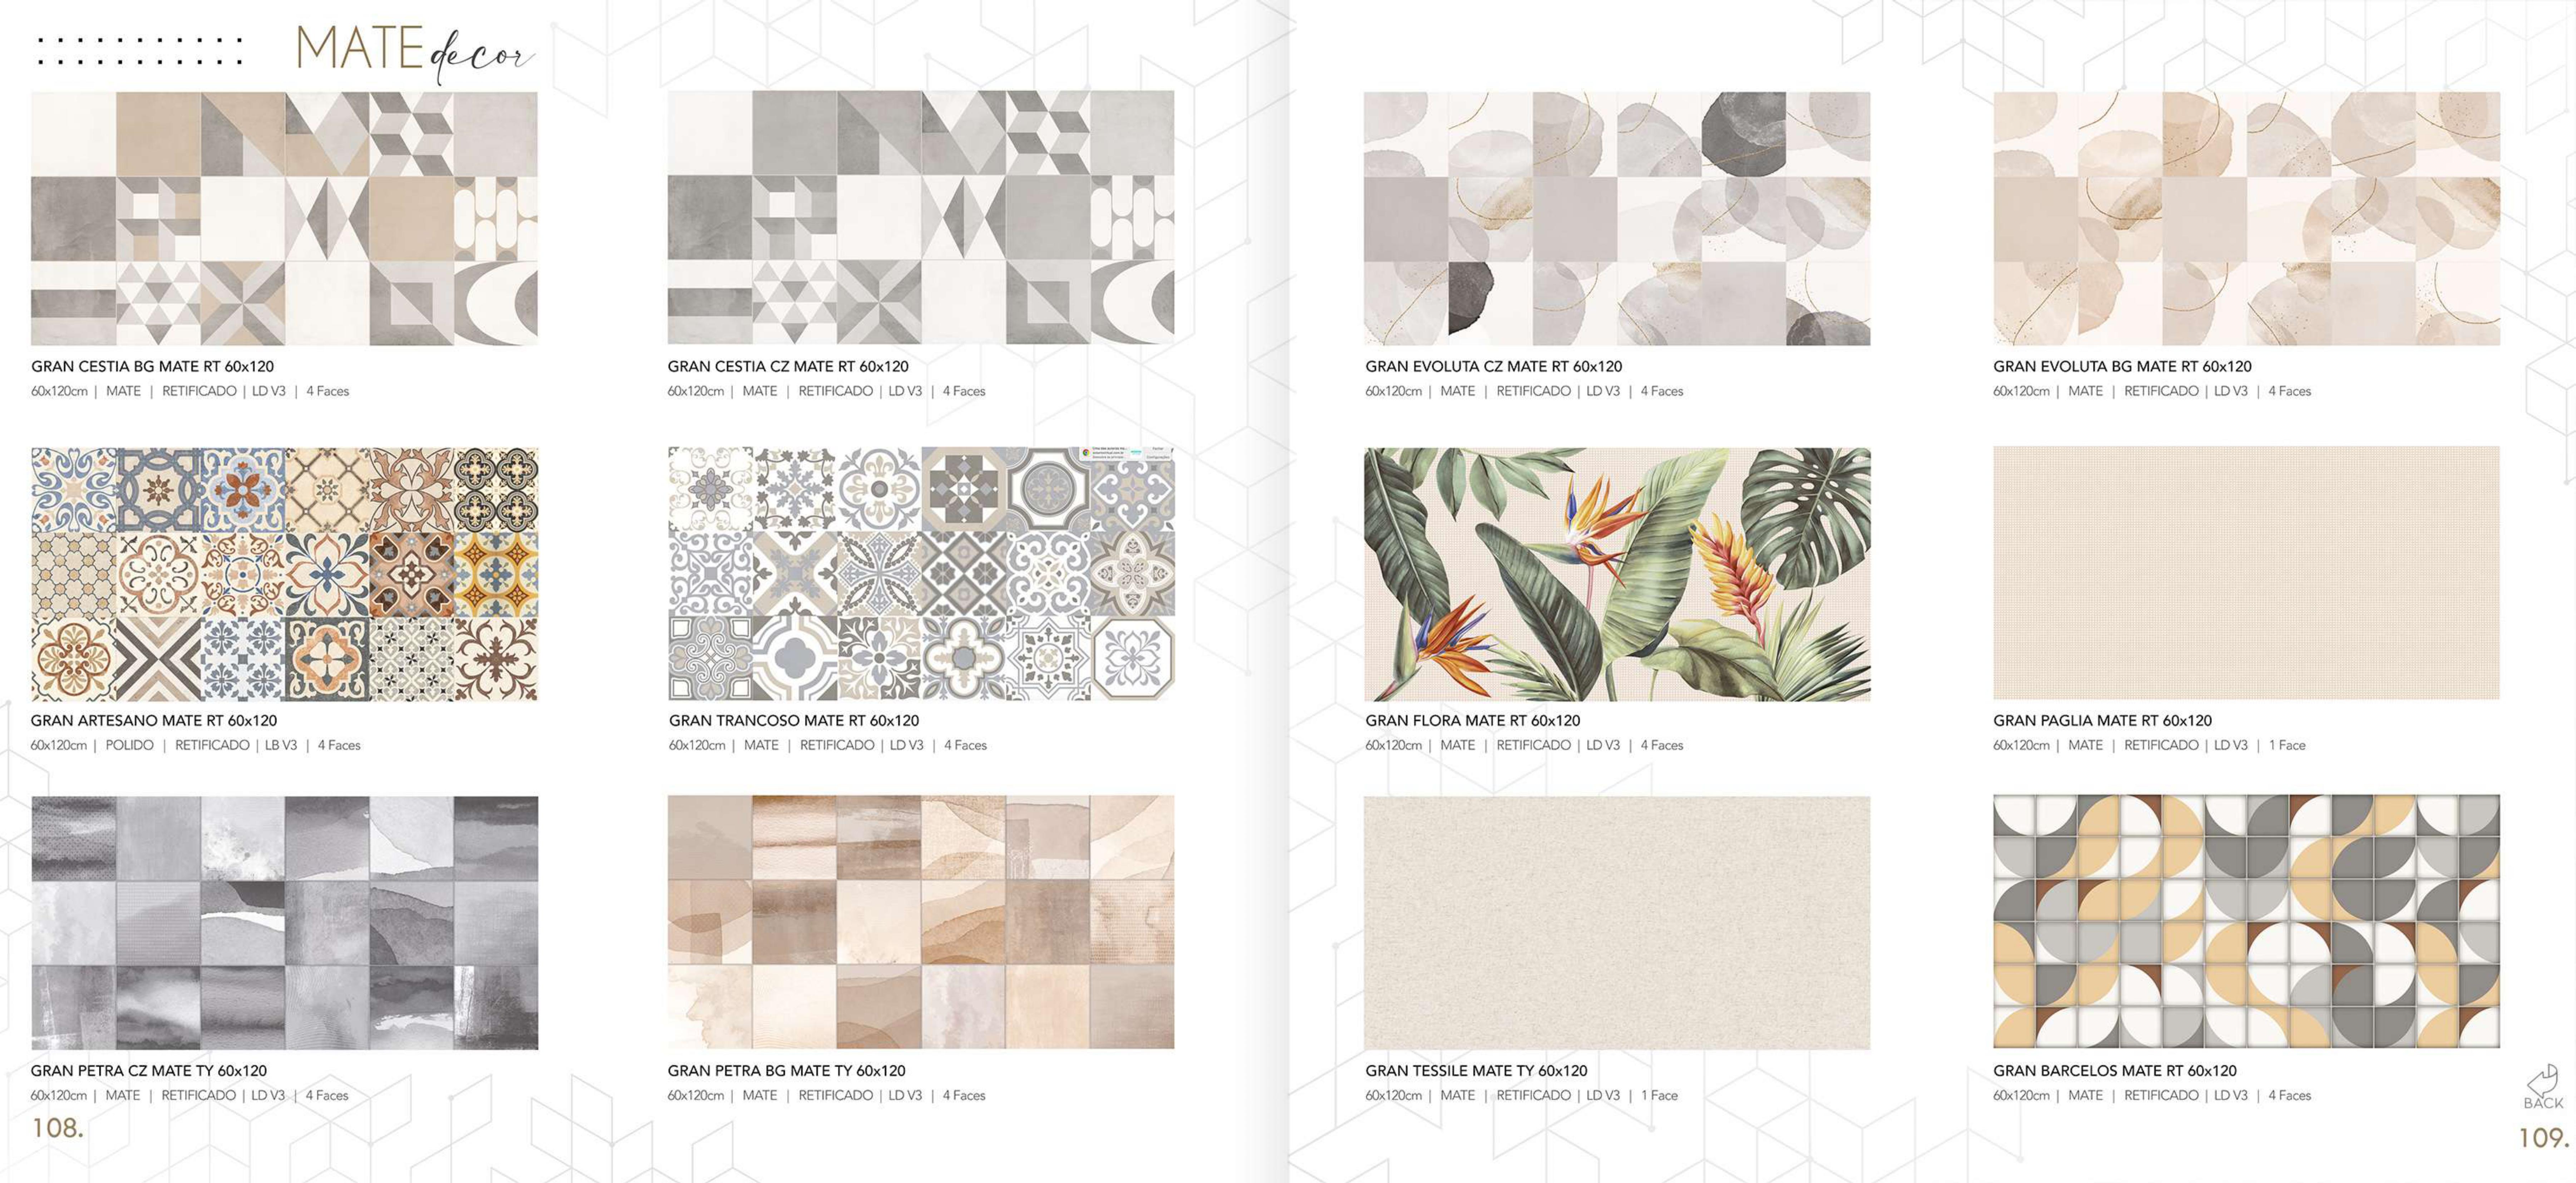 MATE decor
GRAN CESTIA BG MATE RT 60x120
60x120cm | MATE | RETIFICADO | LD V3 | 4 Faces
GRAN CESTIA CZ MATE RT 60x120
60x120cm | MATE | RETIFICADO | LD V3 | 4 Faces
GRAN ARTESANO MATE RT 60x120
60x120cm | POLIDO | RETIFICADO | LB V3 | 4 Faces
GRAN TRANCOSO MATE RT 60x120
60x120cm | MATE | RETIFICADO | LD V3 | 4 Faces
GRAN PETRA CZ MATE TY 60x120
60x120cm | MATE | RETIFICADO | LD V3 | 4 Faces
GRAN PETRA BG MATE TY 60x120
60x120cm | MATE | RETIFICADO | LD V3 | 4 Faces
108.
GRAN EVOLUTA CZ MATE RT 60x120
60x120cm | MATE | RETIFICADO | LD V3 | 4 Faces
GRAN EVOLUTA BG MATE RT 60x120
60x120cm | MATE | RETIFICADO | LD V3 | 4 Faces
GRAN FLORA MATE RT 60x120
60x120cm | MATE | RETIFICADO | LD V3 | 4 Faces
GRAN PAGLIA MATE RT 60x120
60x120cm | MATE | RETIFICADO | LD V3 | 1 Face
GRAN TESSILE MATE TY 60x120
60x120cm | MATE | RETIFICADO | LD V3 | 1 Face
GRAN BARCELOS MATE RT 60x120
60x120cm | MATE | RETIFICADO | LD V3 | 4 Faces
BACK
109.